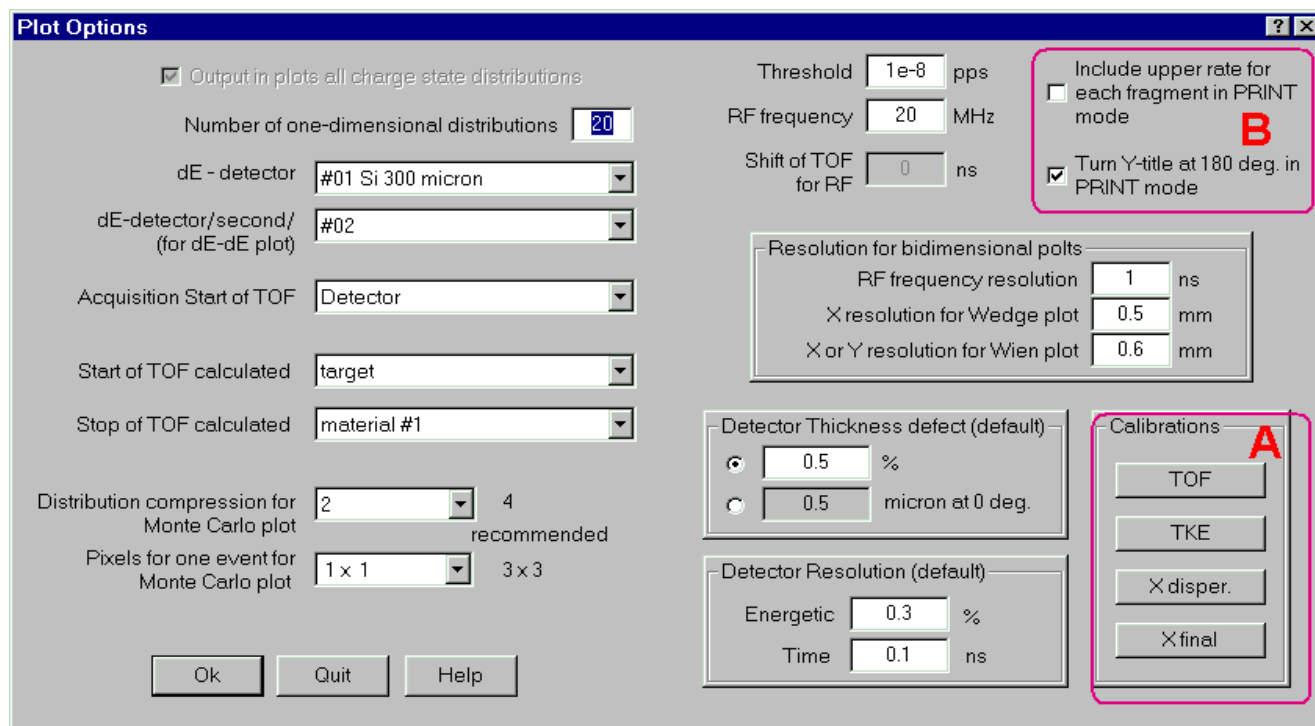 Plot Options
Output in plots all charge state distributions
Number of one-dimensional distributions 20
dE - detector #01 Si 300 micron
dE-detector/second/
(for dE-dE plot) #02
Acquisition Start of TOF Detector
Start of TOF calculated target
Stop of TOF calculated material #1
Distribution compression for
Monte Carlo plot 2 4
recommended
Pixels for one event for
Monte Carlo plot 1 x 1 3 x 3
Ok Quit Help
Threshold 1e-8 pps
RF frequency 20 MHz
Shift of TOF
for RF 0 ns
Include upper rate for
each fragment in PRINT
mode
B
Turn Y-title at 180 deg. in
PRINT mode
Resolution for bidimensional polts
RF frequency resolution 1 ns
X resolution for Wedge plot 0.5 mm
X or Y resolution for Wien plot 0.6 mm
Detector Thickness defect (default)
0.5 %
0.5 micron at 0 deg.
Detector Resolution (default)
Energetic 0.3 %
Time 0.1 ns
Calibrations
A
TOF
TKE
X disper.
X final